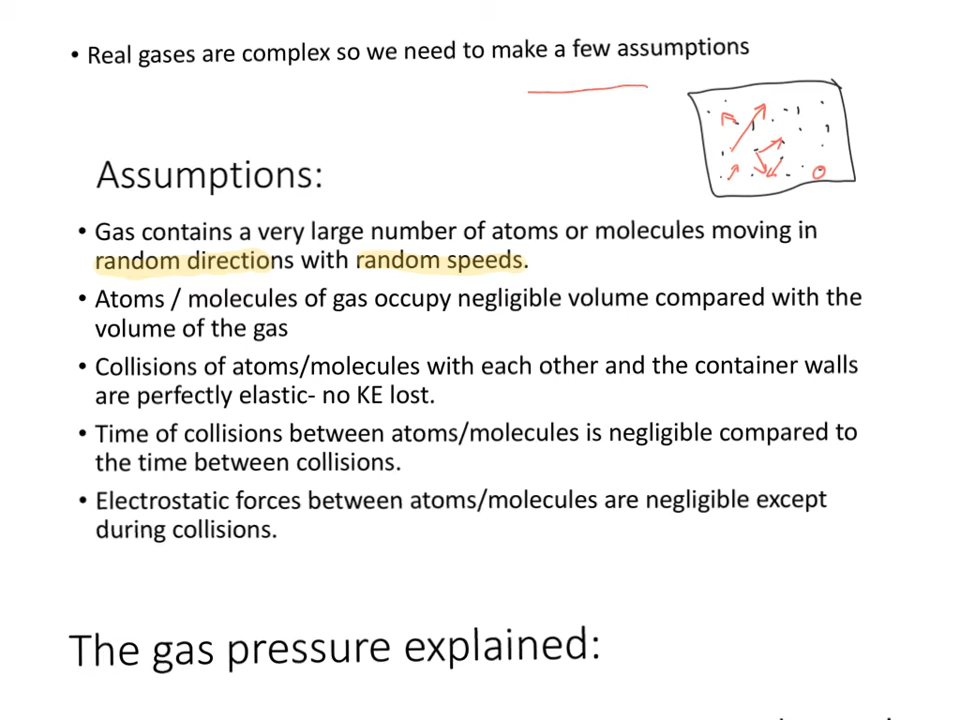 • Real gases are complex so we need to make a few assumptions
Assumptions:
• Gas contains a very large number of atoms or molecules moving in
random directions with random speeds.
• Atoms / molecules of gas occupy negligible volume compared with the
volume of the gas
• Collisions of atoms/molecules with each other and the container walls
are perfectly elastic- no KE lost.
• Time of collisions between atoms/molecules is negligible compared to
the time between collisions.
• Electrostatic forces between atoms/molecules are negligible except
during collisions.
The gas pressure explained: